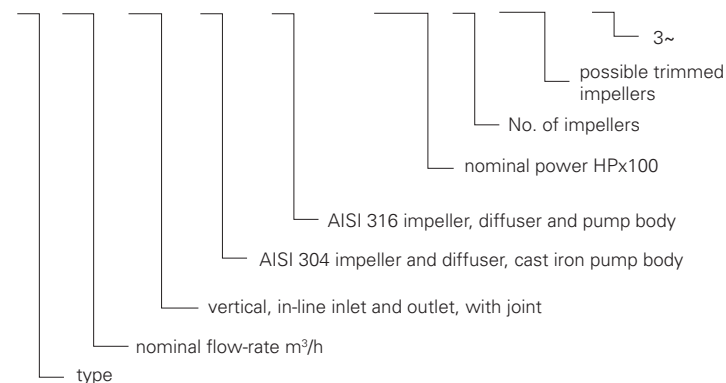 3~
possible trimmed
impellers
No. of impellers
nominal power HPx100
AISI 316 impeller, diffuser and pump body
AISI 304 impeller and diffuser, cast iron pump body
vertical, in-line inlet and outlet, with joint
nominal flow-rate m³/h
type